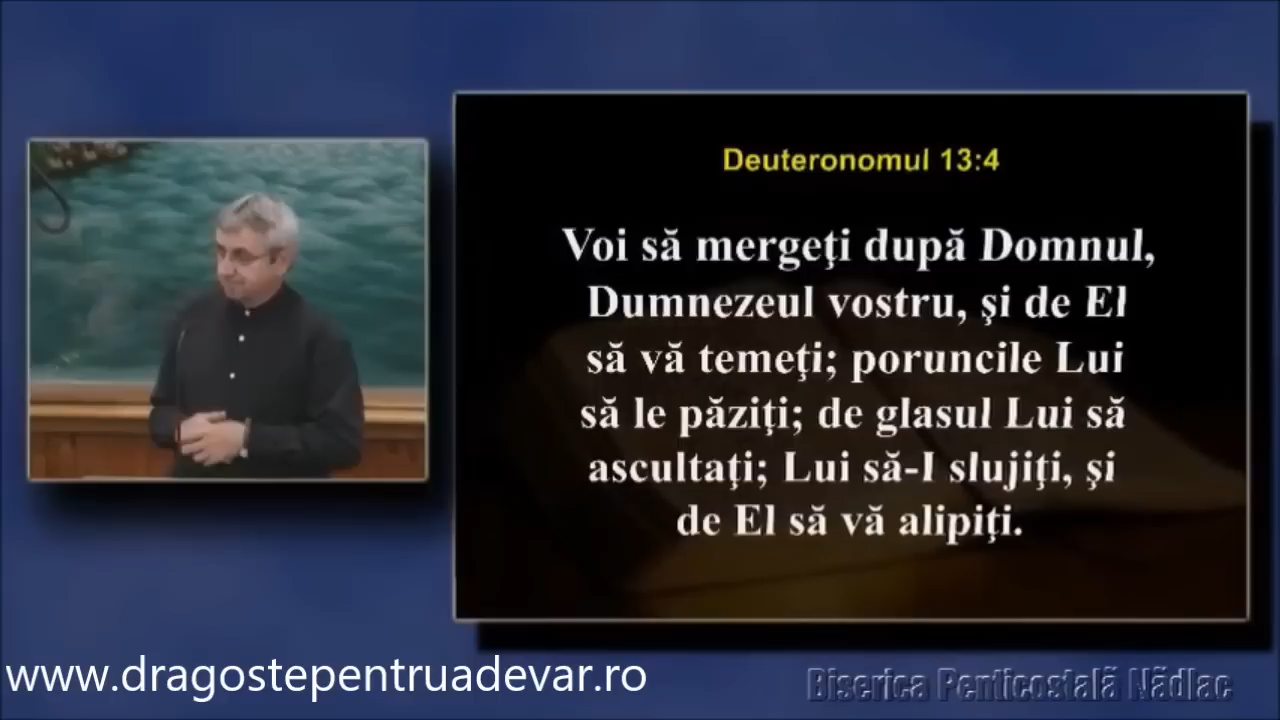 Deuteronomul 13:4
Voi să mergeţi după Domnul,
Dumnezeul vostru, şi de El
să vă temeţi; poruncile Lui
să le păziţi; de glasul Lui să
ascultaţi; Lui să-I slujiţi, şi
de El să vă alipiţi.
www.dragostepentruadevar.ro
Biserica Penticostală Nădlac